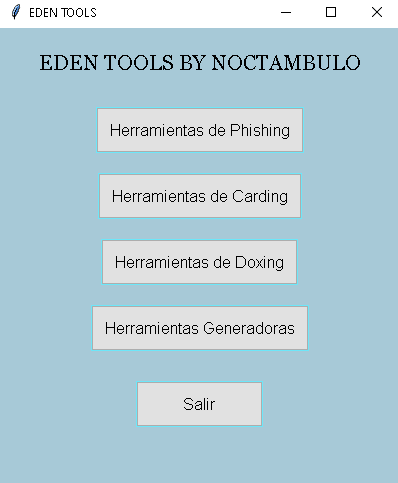 EDEN TOOLS
EDEN TOOLS BY NOCTAMBULO
Herramientas de Phishing
Herramientas de Carding
Herramientas de Doxing
Herramientas Generadoras
Salir